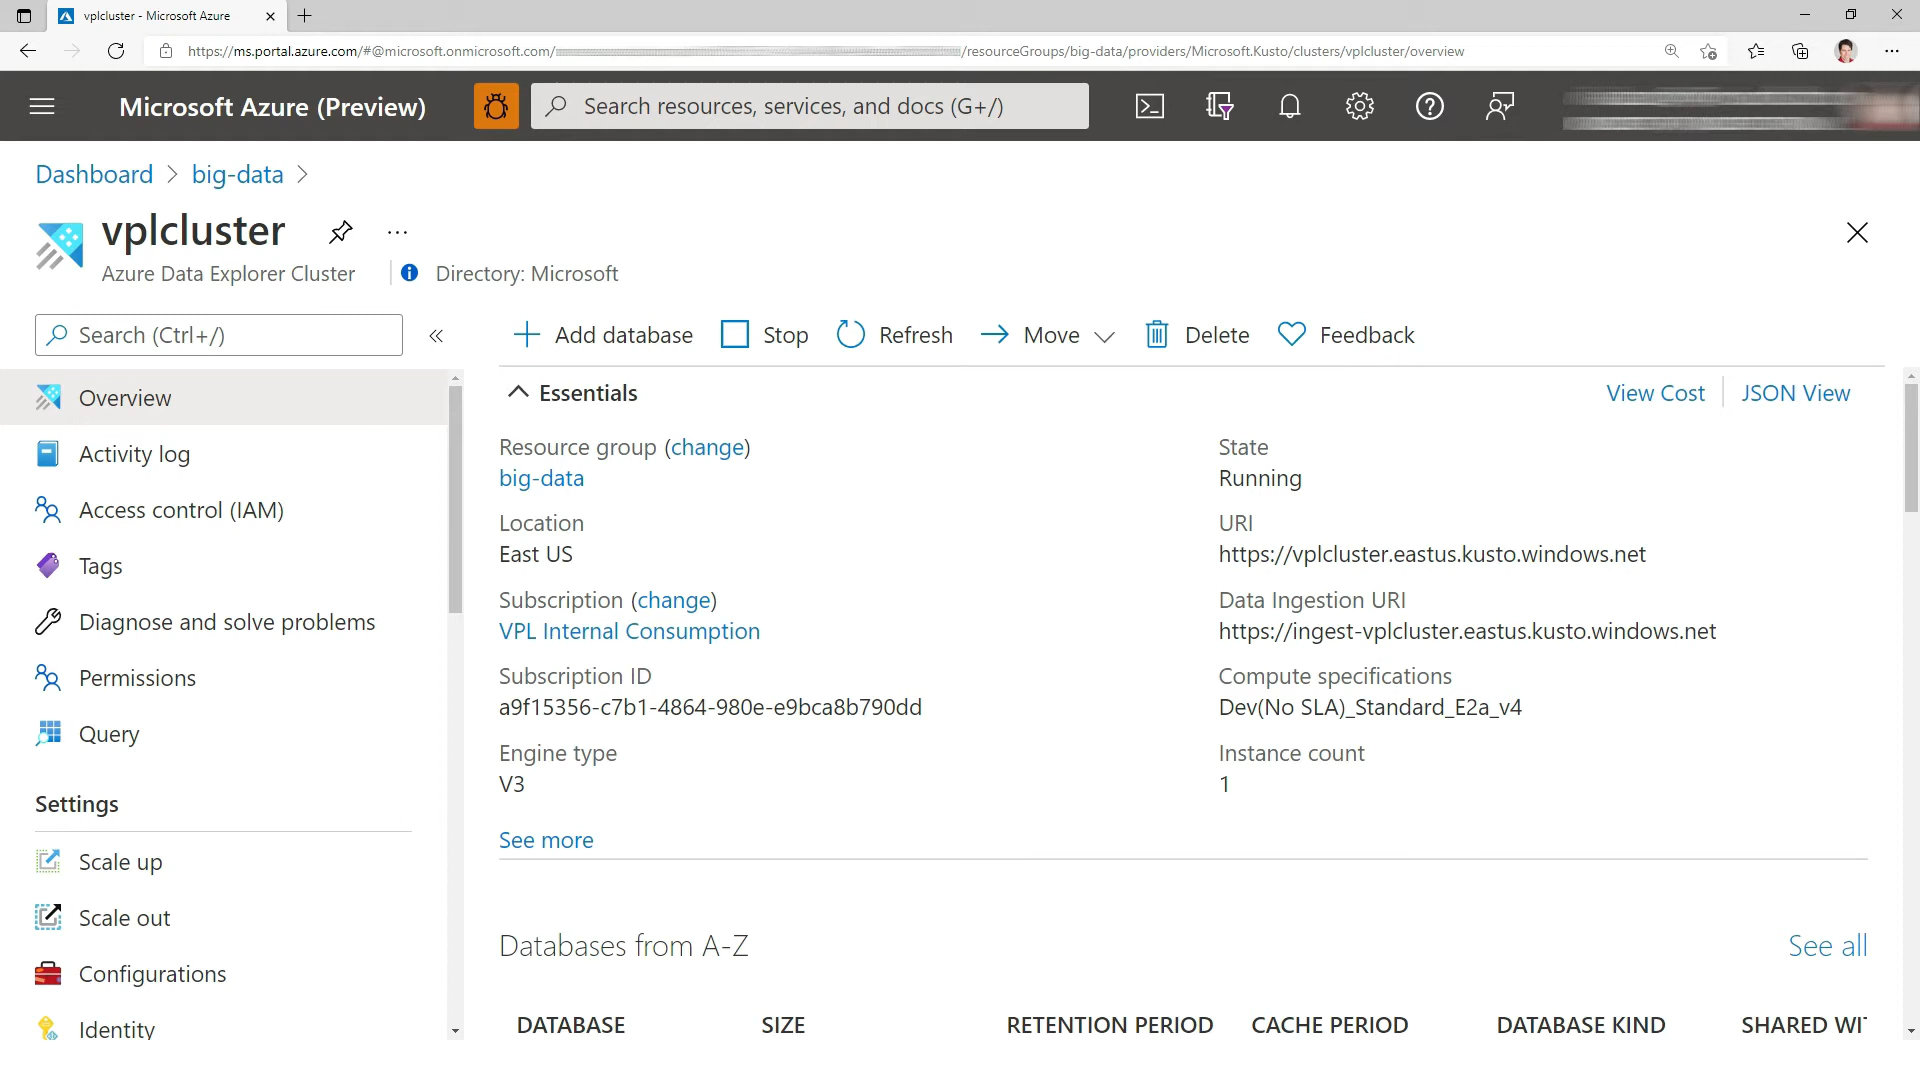 vplcluster - Microsoft Azure
https://ms.portal.azure.com/#@microsoft.onmicrosoft.com/ /resourceGroups/big-data/providers/Microsoft.Kusto/clusters/vplcluster/overview
Microsoft Azure (Preview)
Search resources, services, and docs (G+/)
Dashboard > big-data >
vplcluster
...
Azure Data Explorer Cluster
Directory: Microsoft
Search (Ctrl+/)
«
Add database
Stop
Refresh
Move
Delete
Feedback
Overview
Activity log
Access control (IAM)
Tags
Diagnose and solve problems
Permissions
Query
Settings
Scale up
Scale out
Configurations
Identity
Essentials
View Cost
JSON View
Resource group (change)
big-data
Location
East US
Subscription (change)
VPL Internal Consumption
Subscription ID
a9f15356-c7b1-4864-980e-e9bca8b790dd
Engine type
V3
State
Running
URI
https://vplcluster.eastus.kusto.windows.net
Data Ingestion URI
https://ingest-vplcluster.eastus.kusto.windows.net
Compute specifications
Dev(No SLA)_Standard_E2a_v4
Instance count
1
See more
Databases from A-Z
See all
DATABASE
SIZE
RETENTION PERIOD
CACHE PERIOD
DATABASE KIND
SHARED WIT